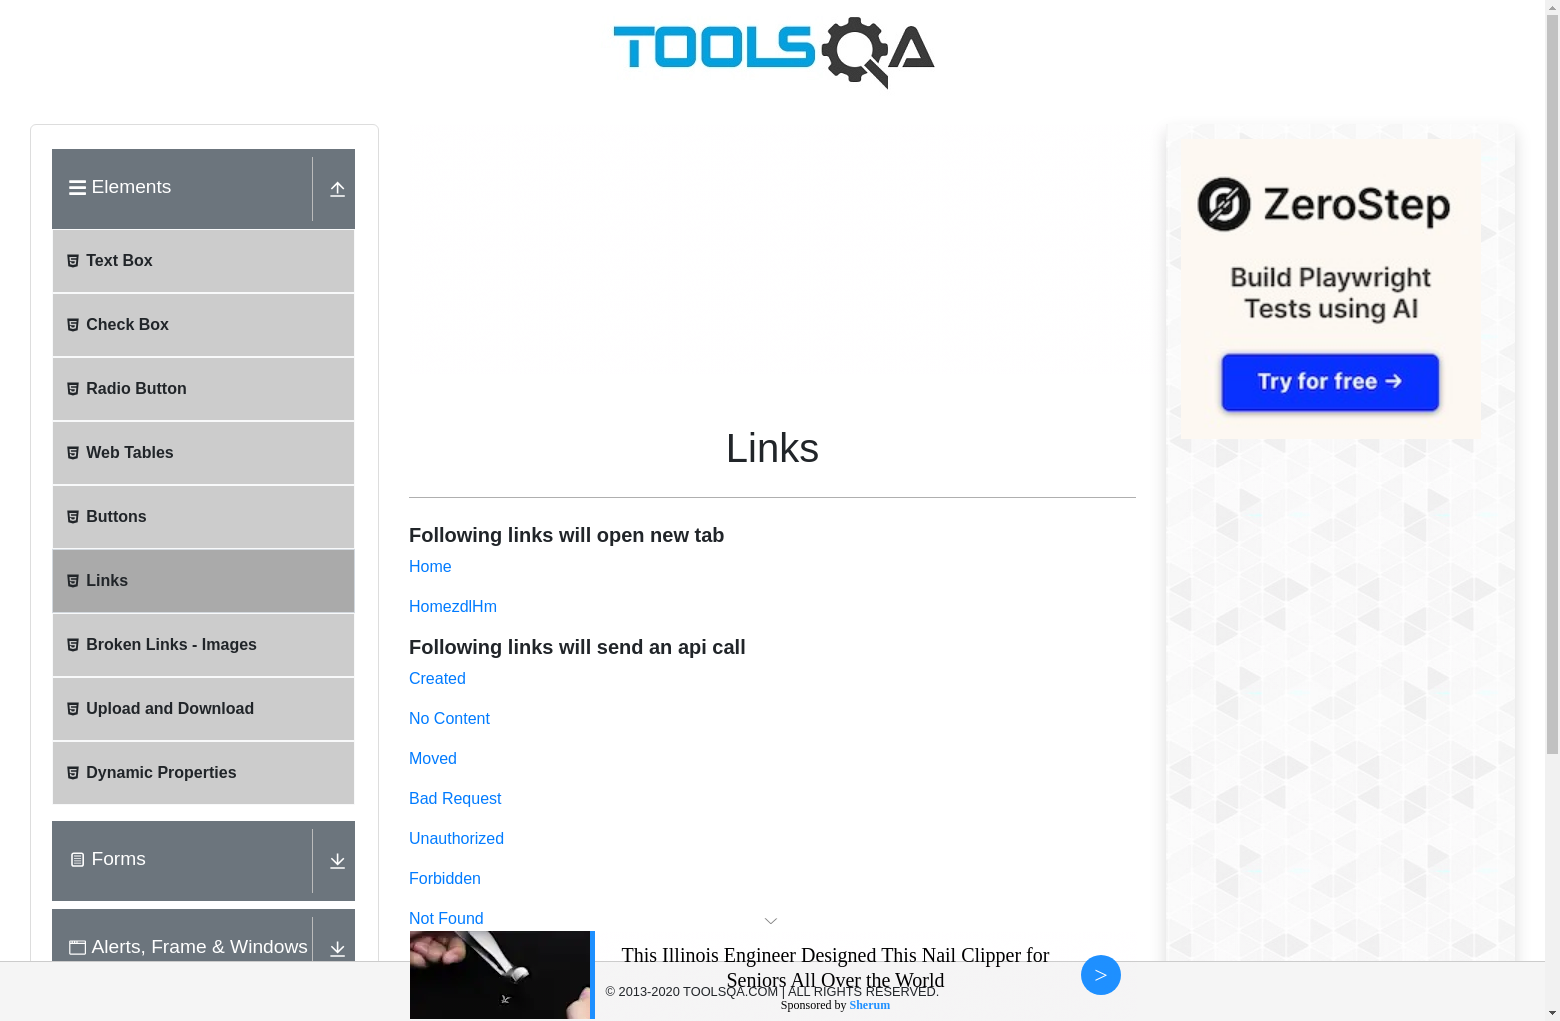 TOOLSQA
Elements
Text Box
Check Box
Radio Button
Web Tables
Buttons
Links
Broken Links - Images
Upload and Download
Dynamic Properties
Forms
Alerts, Frame & Windows
Links
Following links will open new tab
Home
HomezdlHm
Following links will send an api call
Created
No Content
Moved
Bad Request
Unauthorized
Forbidden
Not Found
ZeroStep
Build Playwright
Tests using AI
Try for free →
This Illinois Engineer Designed This Nail Clipper for
Seniors All Over the World
>
© 2013-2020 TOOLSQA.COM | ALL RIGHTS RESERVED.
Sponsored by Sherum